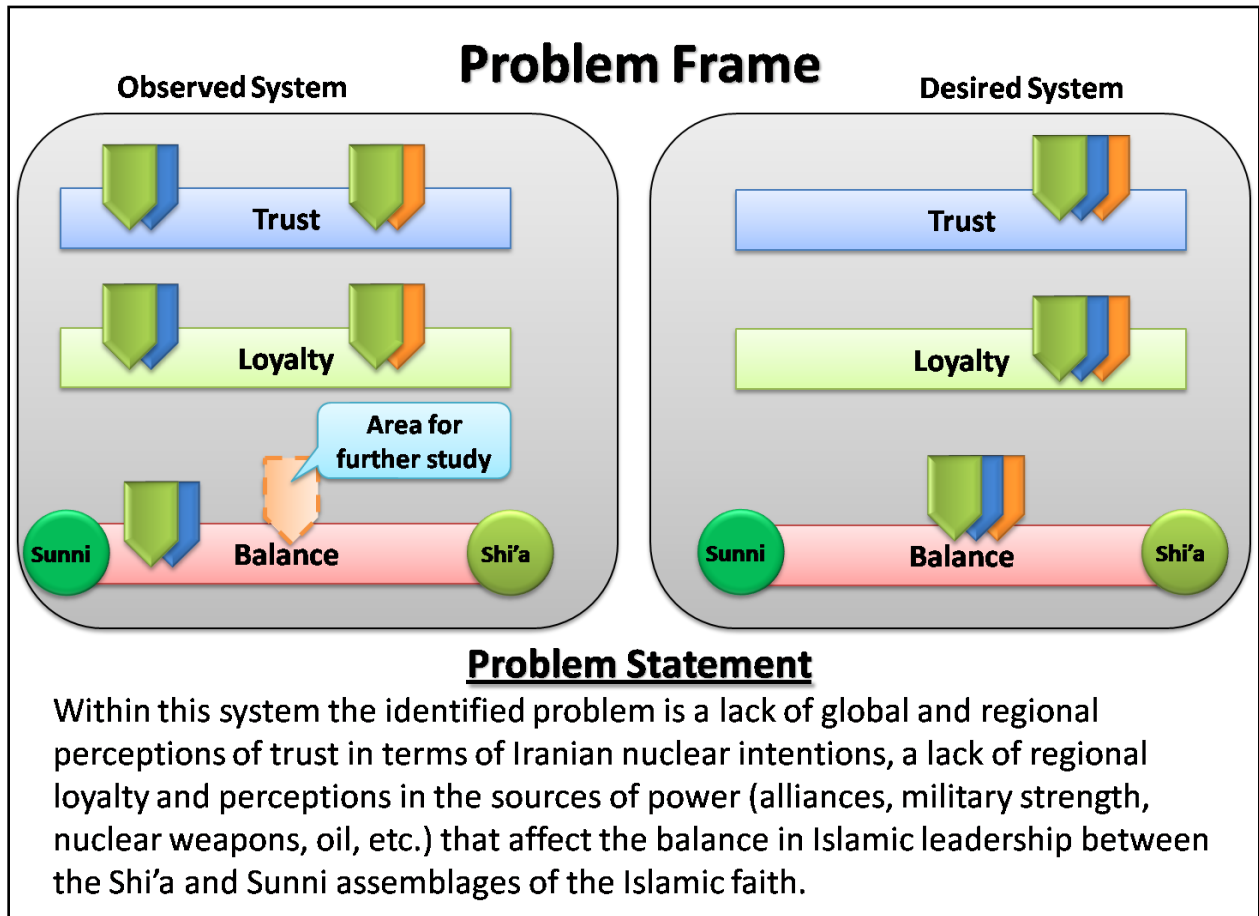 Problem Frame
Observed System
Trust
Loyalty
Area for
further study
Sunni
Balance
Shi'a
Desired System
Trust
Loyalty
Sunni
Balance
Shi'a
Problem Statement
Within this system the identified problem is a lack of global and regional
perceptions of trust in terms of Iranian nuclear intentions, a lack of regional
loyalty and perceptions in the sources of power (alliances, military strength,
nuclear weapons, oil, etc.) that affect the balance in Islamic leadership between
the Shi'a and Sunni assemblages of the Islamic faith.